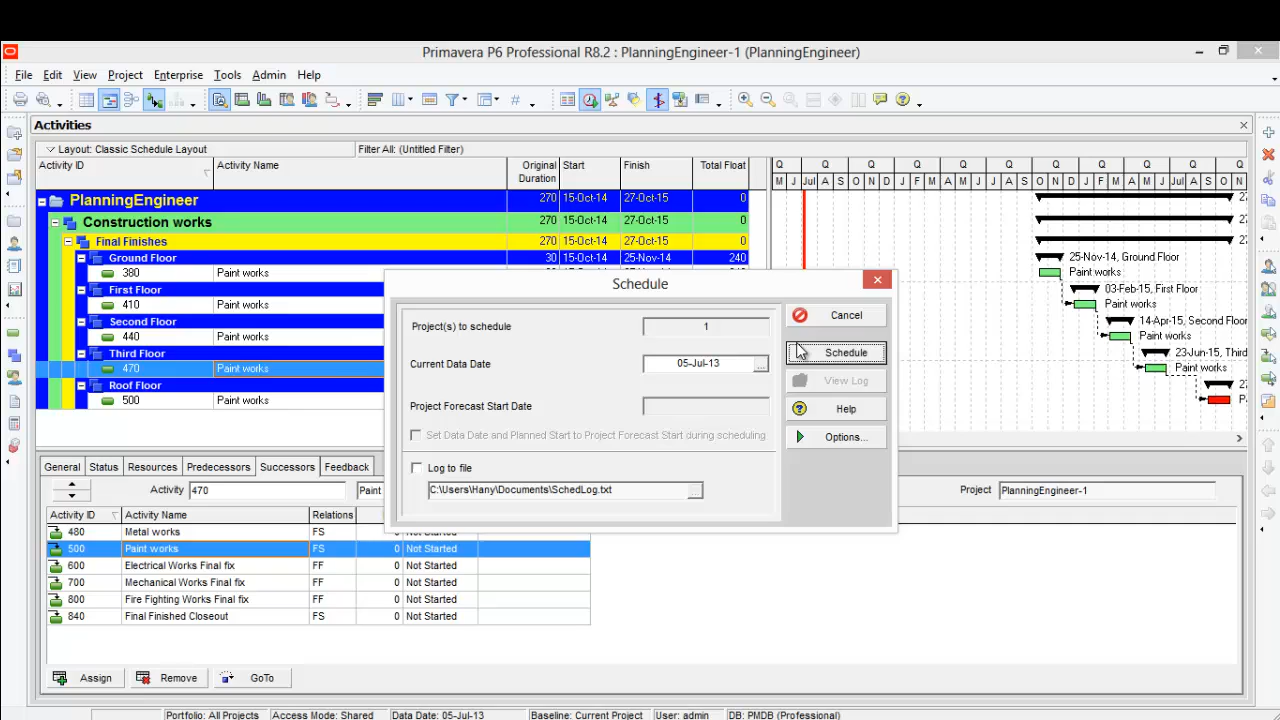 Primavera P6 Professional R8.2 : PlanningEngineer-1 (PlanningEngineer)
File Edit View Project Enterprise Tools Admin Help
Activities
Layout: Classic Schedule Layout Filter All: (Untitled Filter)
Activity ID Activity Name Original Duration Start Finish Total Float
Q Q Q Q Q Q Q Q Q Q Q
M J Jul A S O N D J F M A M J Jul A S O N D J F M A M J Jul A S O N
PlanningEngineer 270 15-Oct-14 27-Oct-15 0 27
Construction works 270 15-Oct-14 27-Oct-15 0 27
Final Finishes 270 15-Oct-14 27-Oct-15 0 27
Ground Floor 30 15-Oct-14 25-Nov-14 240 25-Nov-14, Ground Floor
380 Paint works Paint works
First Floor 03-Feb-15, First Floor
410 Paint works Paint works
Second Floor 14-Apr-15, Second Floor
440 Paint works Paint works
Third Floor 23-Jun-15, Third
470 Paint works Paint works
Roof Floor 27
500 Paint works P
Schedule
Project(s) to schedule 1
Cancel
Current Data Date 05-Jul-13 ...
Schedule
View Log
Project Forecast Start Date
Help
Set Data Date and Planned Start to Project Forecast Start during scheduling
Options...
Log to file
C:\Users\Hany\Documents\SchedLog.txt ...
General Status Resources Predecessors Successors Feedback
Activity 470 Paint Project PlanningEngineer-1
Activity ID Activity Name Relations
480 Metal works FS 0 Not Started
500 Paint works FS 0 Not Started
600 Electrical Works Final fix FF 0 Not Started
700 Mechanical Works Final fix FF 0 Not Started
800 Fire Fighting Works Final fix FF 0 Not Started
840 Final Finished Closeout FS 0 Not Started
Assign Remove GoTo
Portfolio: All Projects Access Mode: Shared Data Date: 05-Jul-13 Baseline: Current Project User: admin DB: PMDB (Professional)